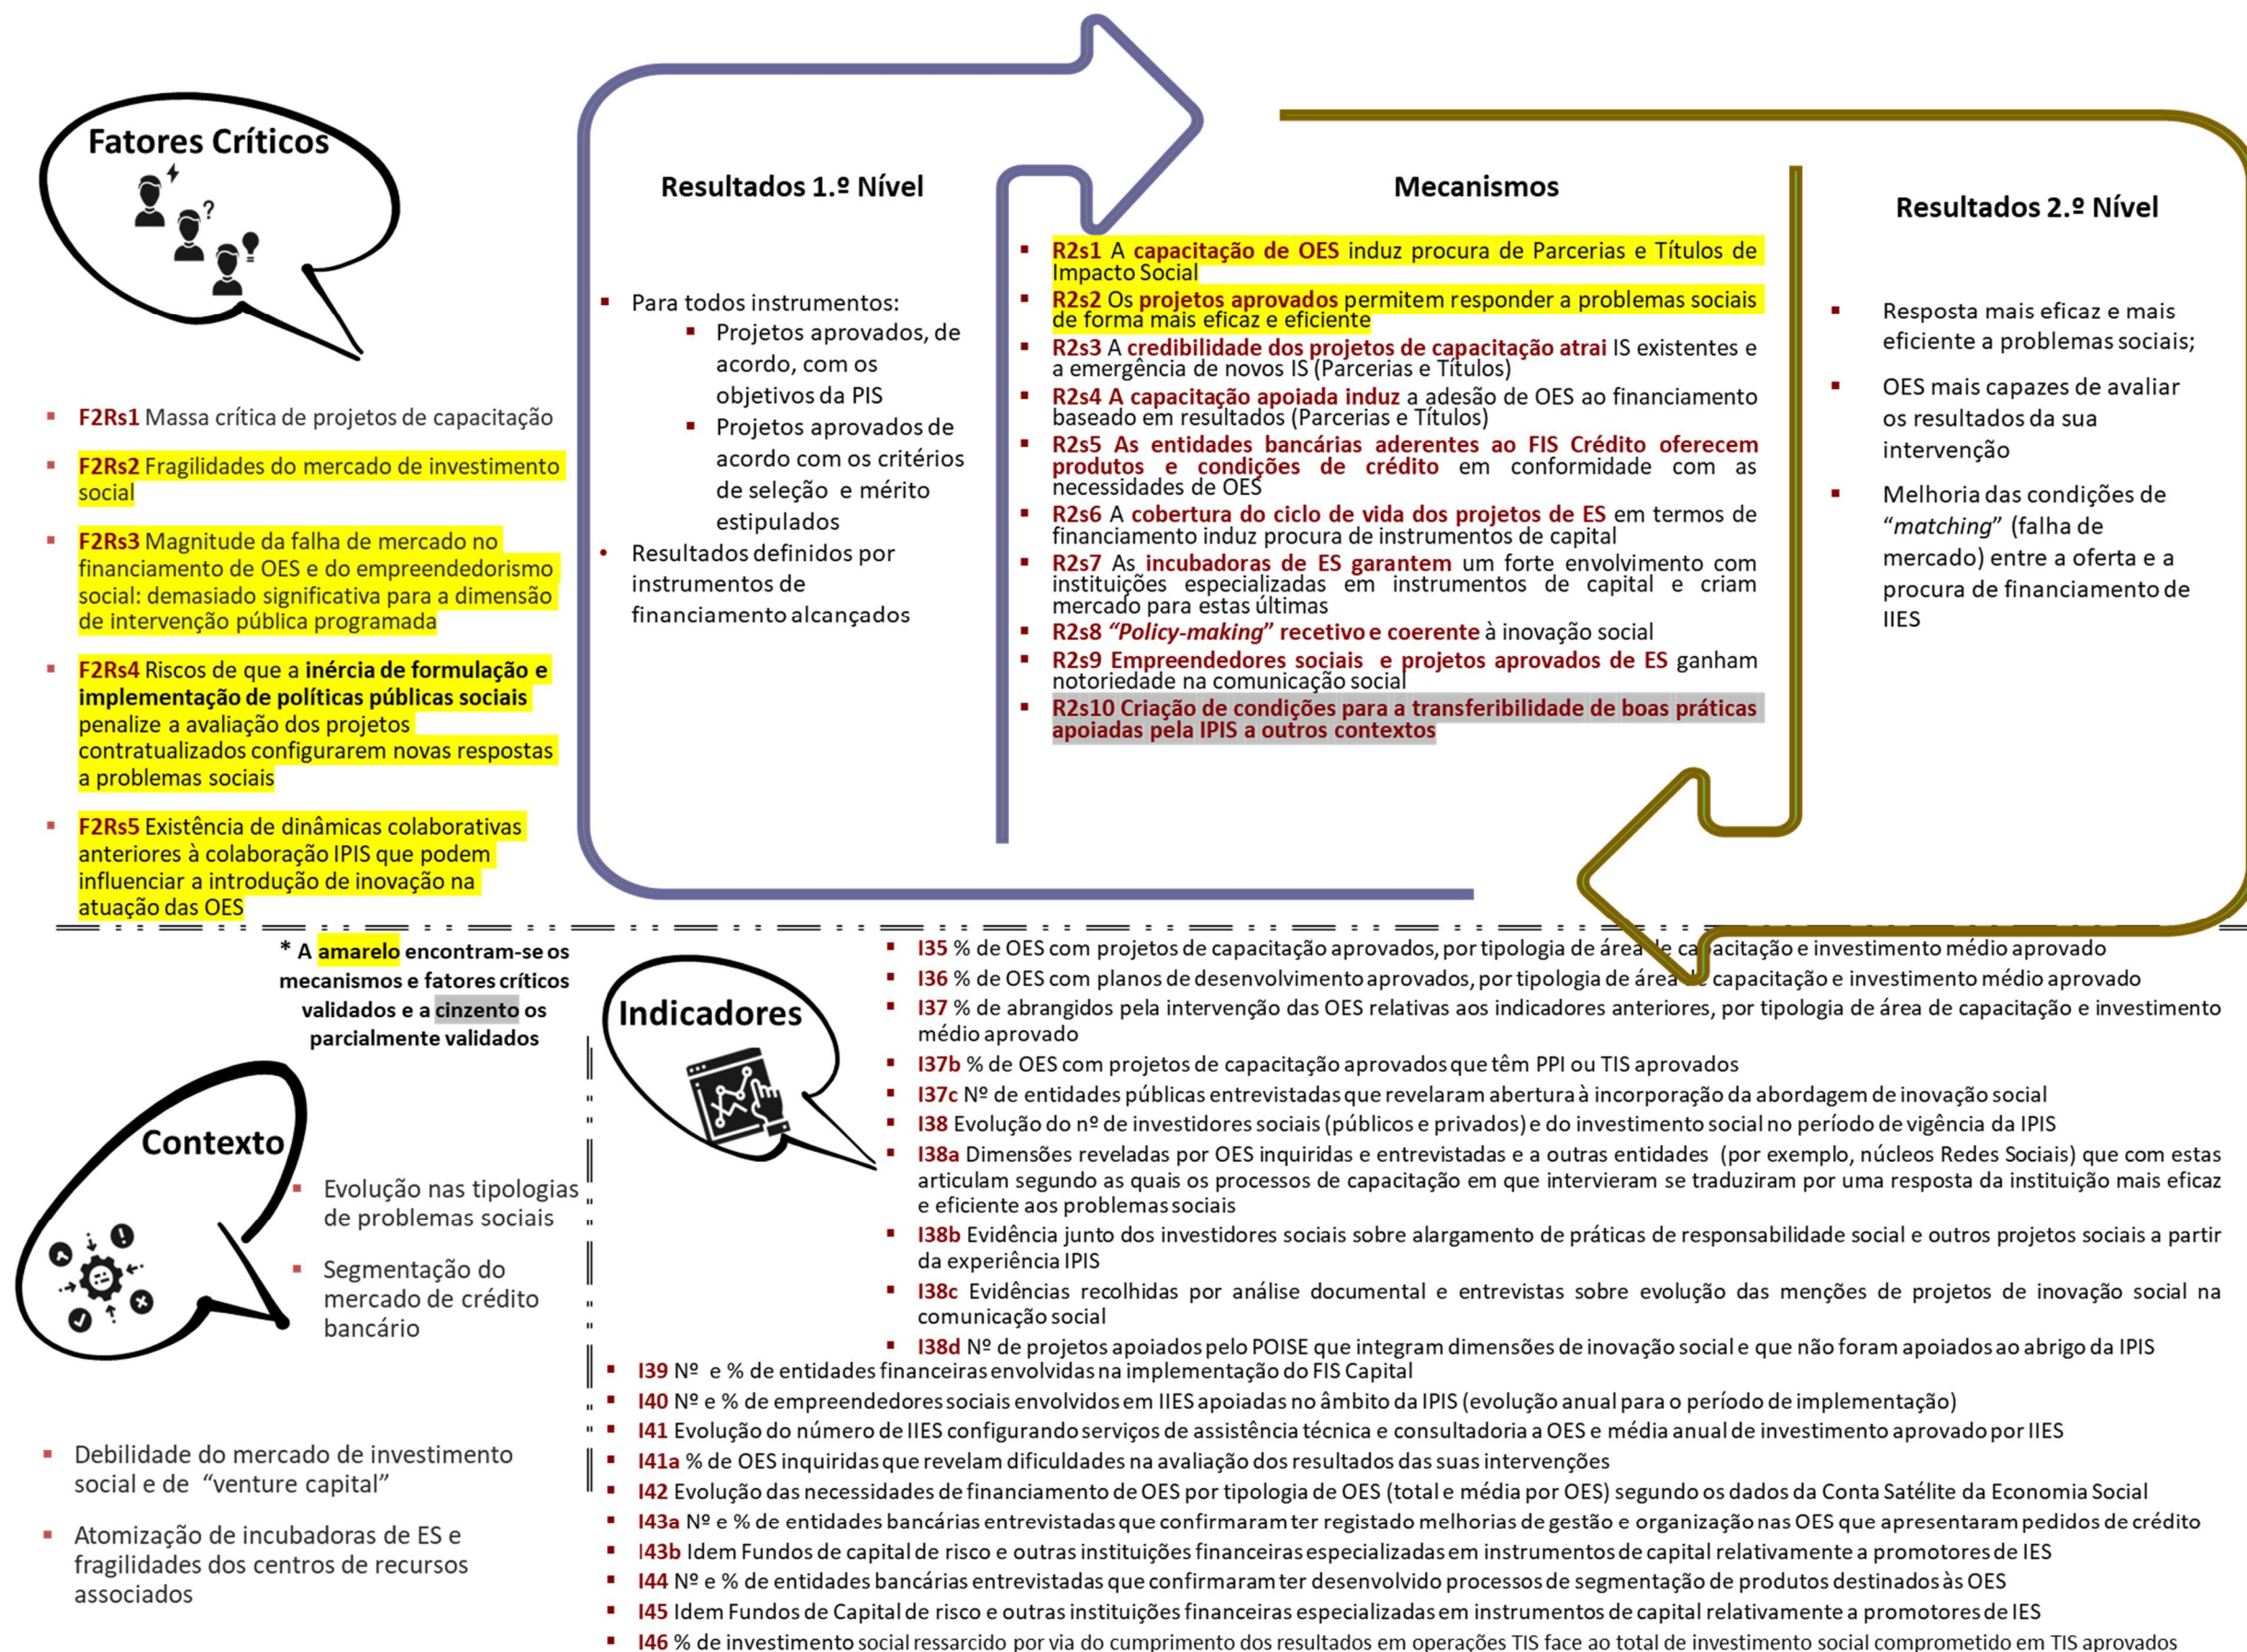 Fatores Críticos
F2Rs1 Massa crítica de projetos de capacitação
F2Rs2 Fragilidades do mercado de investimento
social
F2Rs3 Magnitude da falha de mercado no
financiamento de OES e do empreendedorismo
social: demasiado significativa para a dimensão
de intervenção pública programada
F2Rs4 Riscos de que a inércia de formulação e
implementação de políticas públicas sociais
penalize a avaliação dos projetos
contratualizados configurarem novas respostas
a problemas sociais
F2Rs5 Existência de dinâmicas colaborativas
anteriores à colaboração IPIS que podem
influenciar a introdução de inovação na
atuação das OES
Resultados 1.º Nível
Para todos instrumentos:
Projetos aprovados, de
acordo, com os
objetivos da PIS
Projetos aprovados de
acordo com os critérios
de seleção e mérito
estipulados
Resultados definidos por
instrumentos de
financiamento alcançados
Mecanismos
R2s1 A capacitação de OES induz procura de Parcerias e Títulos de
Impacto Social
R2s2 Os projetos aprovados permitem responder a problemas sociais
de forma mais eficaz e eficiente
R2s3 A credibilidade dos projetos de capacitação atrai IS existentes e
a emergência de novos IS (Parcerias e Títulos)
R2s4 A capacitação apoiada induz a adesão de OES ao financiamento
baseado em resultados (Parcerias e Títulos)
R2s5 As entidades bancárias aderentes ao FIS Crédito oferecem
produtos e condições de crédito em conformidade com as
necessidades de OES
R2s6 A cobertura do ciclo de vida dos projetos de ES em termos de
financiamento induz procura de instrumentos de capital
R2s7 As incubadoras de ES garantem um forte envolvimento com
instituições especializadas em instrumentos de capital e criam
mercado para estas últimas
R2s8 “Policy-making” recetivo e coerente à inovação social
R2s9 Empreendedores sociais e projetos aprovados de ES ganham
notoriedade na comunicação social
R2s10 Criação de condições para a transferibilidade de boas práticas
apoiadas pela IPIS a outros contextos
Resultados 2.º Nível
Resposta mais eficaz e mais
eficiente a problemas sociais;
OES mais capazes de avaliar
os resultados da sua
intervenção
Melhoria das condições de
“matching” (falha de
mercado) entre a oferta e a
procura de financiamento de
IIES
* A amarelo encontram-se os
mecanismos e fatores críticos
validados e a cinzento os
parcialmente validados
Contexto
Evolução nas tipologias
de problemas sociais
Segmentação do
mercado de crédito
bancário
Debilidade do mercado de investimento
social e de “venture capital”
Atomização de incubadoras de ES e
fragilidades dos centros de recursos
associados
Indicadores
I35 % de OES com projetos de capacitação aprovados, por tipologia de área de capacitação e investimento médio aprovado
I36 % de OES com planos de desenvolvimento aprovados, por tipologia de área de capacitação e investimento médio aprovado
I37 % de abrangidos pela intervenção das OES relativas aos indicadores anteriores, por tipologia de área de capacitação e investimento
médio aprovado
I37b % de OES com projetos de capacitação aprovados que têm PPI ou TIS aprovados
I37c Nº de entidades públicas entrevistadas que revelaram abertura à incorporação da abordagem de inovação social
I38 Evolução do nº de investidores sociais (públicos e privados) e do investimento social no período de vigência da IPIS
I38a Dimensões reveladas por OES inquiridas e entrevistadas e a outras entidades (por exemplo, núcleos Redes Sociais) que com estas
articulam segundo as quais os processos de capacitação em que intervieram se traduziram por uma resposta da instituição mais eficaz
e eficiente aos problemas sociais
I38b Evidência junto dos investidores sociais sobre alargamento de práticas de responsabilidade social e outros projetos sociais a partir
da experiência IPIS
I38c Evidências recolhidas por análise documental e entrevistas sobre evolução das menções de projetos de inovação social na
comunicação social
I38d Nº de projetos apoiados pelo POISE que integram dimensões de inovação social e que não foram apoiados ao abrigo da IPIS
I39 Nº e % de entidades financeiras envolvidas na implementação do FIS Capital
I40 Nº e % de empreendedores sociais envolvidos em IIES apoiadas no âmbito da IPIS (evolução anual para o período de implementação)
I41 Evolução do número de IIES configurando serviços de assistência técnica e consultadoria a OES e média anual de investimento aprovado por IIES
I41a % de OES inquiridas que revelam dificuldades na avaliação dos resultados das suas intervenções
I42 Evolução das necessidades de financiamento de OES por tipologia de OES (total e média por OES) segundo os dados da Conta Satélite da Economia Social
I43a Nº e % de entidades bancárias entrevistadas que confirmaram ter registado melhorias de gestão e organização nas OES que apresentaram pedidos de crédito
I43b Idem Fundos de capital de risco e outras instituições financeiras especializadas em instrumentos de capital relativamente a promotores de IES
I44 Nº e % de entidades bancárias entrevistadas que confirmaram ter desenvolvido processos de segmentação de produtos destinados às OES
I45 Idem Fundos de Capital de risco e outras instituições financeiras especializadas em instrumentos de capital relativamente a promotores de IES
I46 % de investimento social ressarcido por via do cumprimento dos resultados em operações TIS face ao total de investimento social comprometido em TIS aprovados